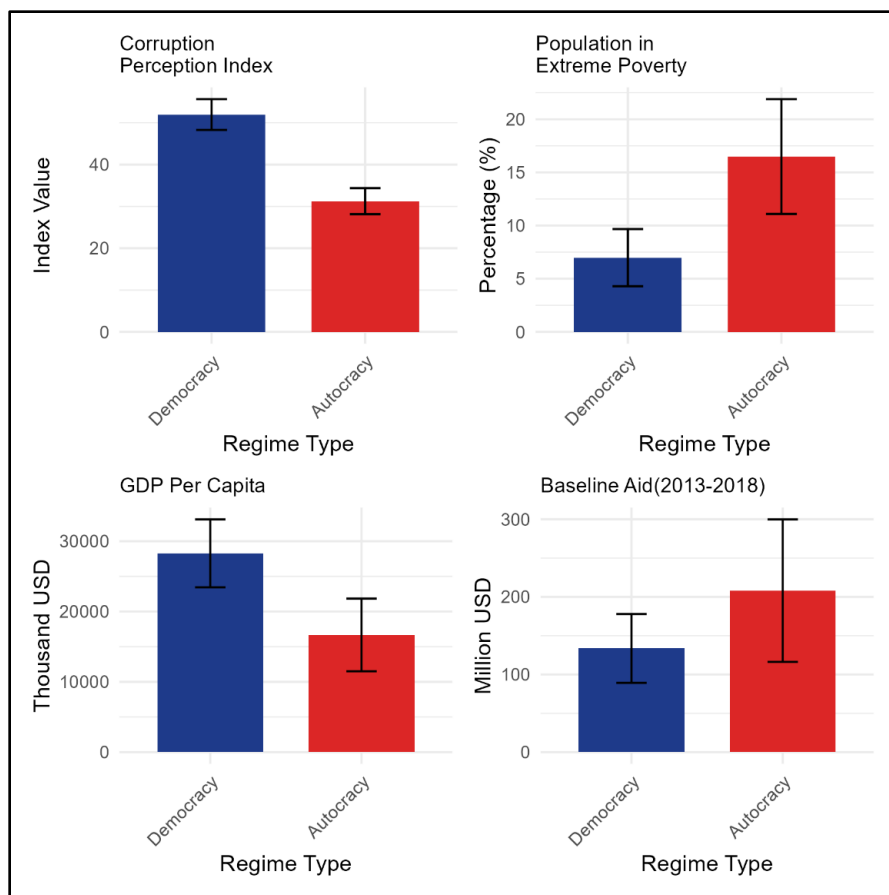 Corruption
Perception Index
Index Value
40
20
0
Democracy
Autocracy
Regime Type
Population in
Extreme Poverty
Percentage (%)
20
15
10
5
0
Democracy
Autocracy
Regime Type
GDP Per Capita
Thousand USD
30000
20000
10000
0
Democracy
Autocracy
Regime Type
Baseline Aid(2013-2018)
Million USD
300
200
100
0
Democracy
Autocracy
Regime Type